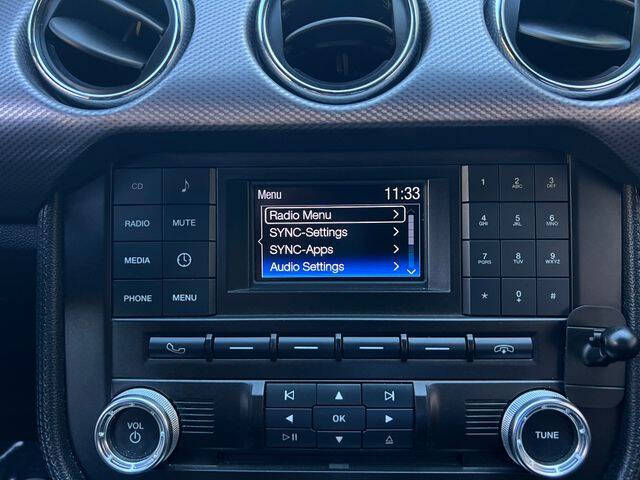 CD
RADIO MUTE
MEDIA
PHONE MENU
Menu 11:33
Radio Menu
SYNC-Settings
SYNC-Apps
Audio Settings
1 2 ABC 3 DEF
4 GHI 5 JKL 6 MNO
7 PQRS 8 TUV 9 WXYZ
* 0 + #
VOL
OK
TUNE